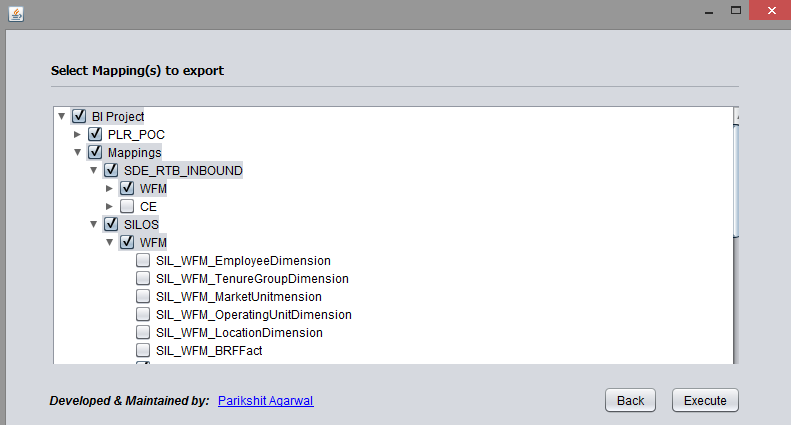 Select Mapping(s) to export
BI Project
PLR_POC
Mappings
SDE_RTB_INBOUND
WFM
CE
SILOS
WFM
SIL_WFM_EmployeeDimension
SIL_WFM_TenureGroupDimension
SIL_WFM_MarketUnitmension
SIL_WFM_OperatingUnitDimension
SIL_WFM_LocationDimension
SIL_WFM_BRFFact
Developed & Maintained by: Parikshit Agarwal
Back Execute